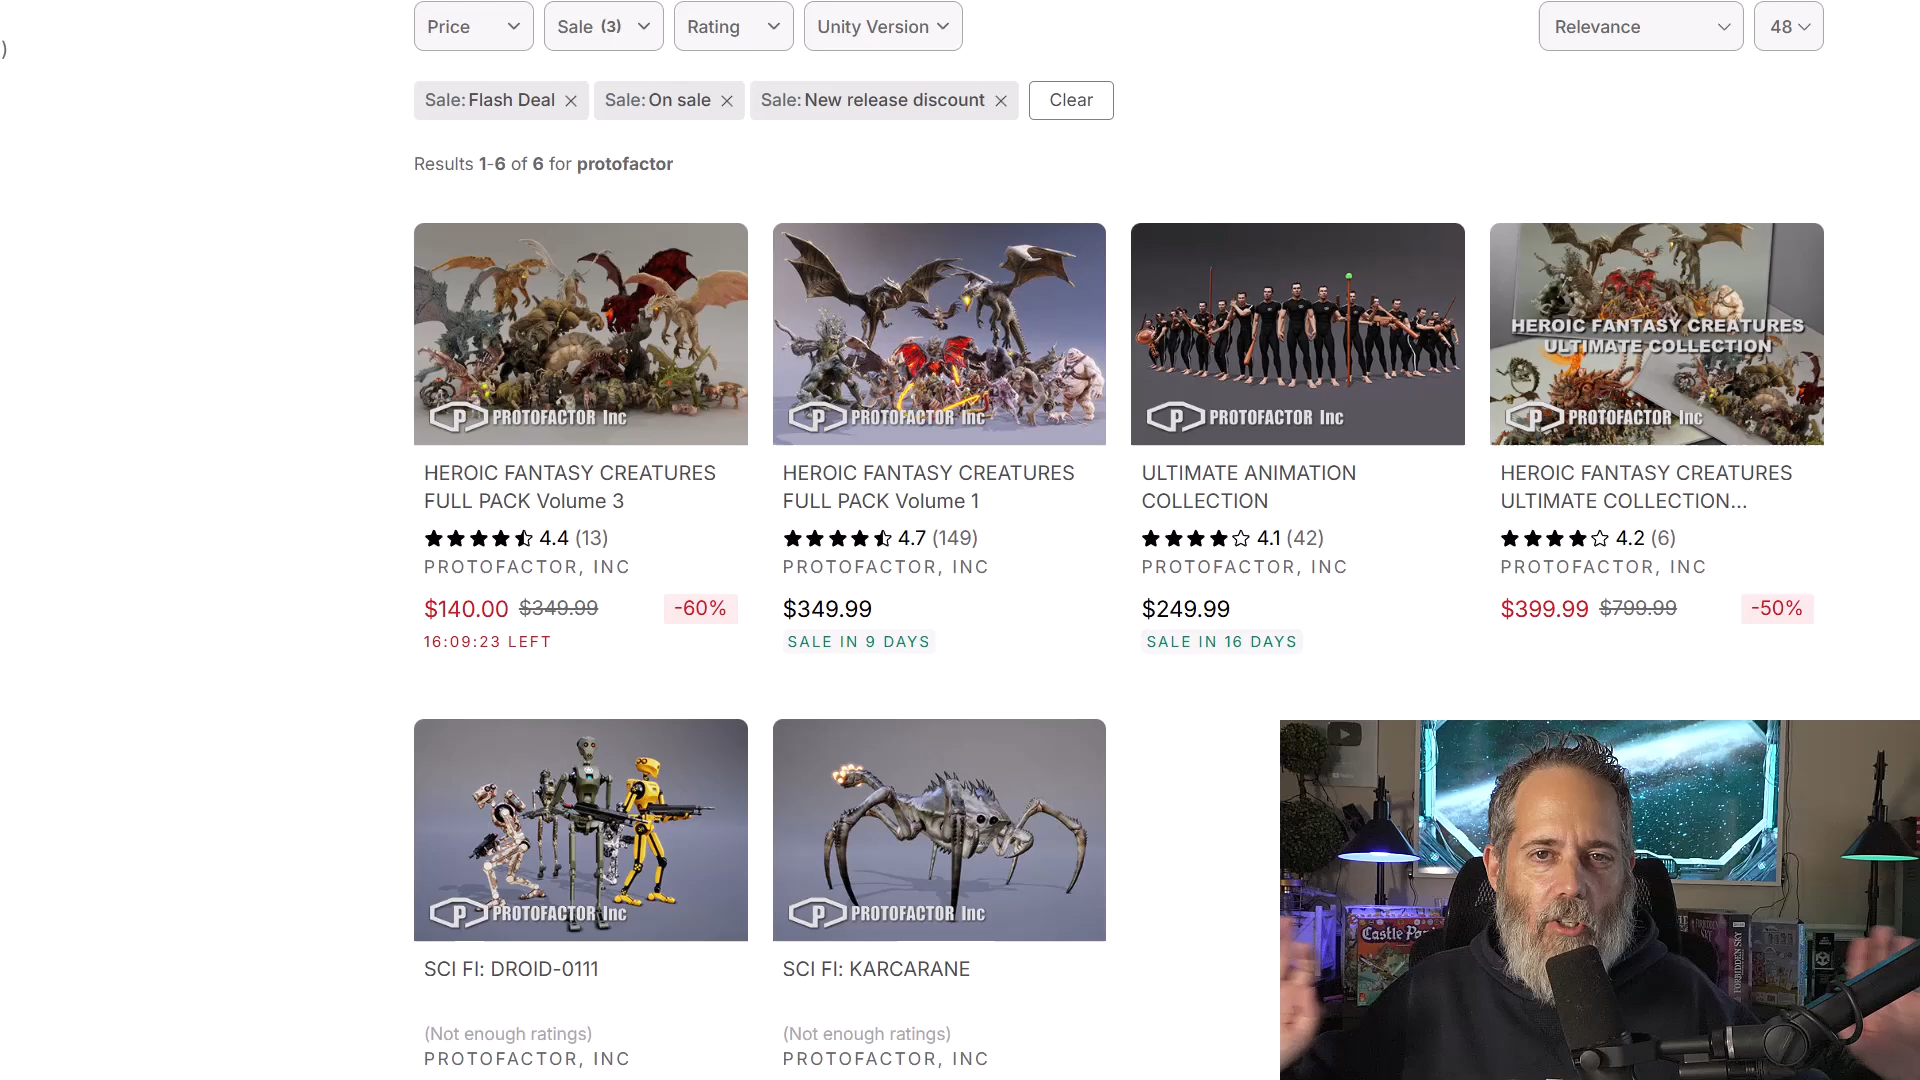 )
Price
Sale (3)
Rating
Unity Version
Relevance
48
Sale: Flash Deal
Sale: On sale
Sale: New release discount
Clear
Results 1-6 of 6 for protofactor
P PROTOFACTOR Inc
P PROTOFACTOR Inc
P PROTOFACTOR Inc
HEROIC FANTASY CREATURES
ULTIMATE COLLECTION
P PROTOFACTOR Inc
HEROIC FANTASY CREATURES
FULL PACK Volume 3
4.4 (13)
PROTOFACTOR, INC
$140.00 $349.99 -60%
16:09:23 LEFT
HEROIC FANTASY CREATURES
FULL PACK Volume 1
4.7 (149)
PROTOFACTOR, INC
$349.99
SALE IN 9 DAYS
ULTIMATE ANIMATION
COLLECTION
4.1 (42)
PROTOFACTOR, INC
$249.99
SALE IN 16 DAYS
HEROIC FANTASY CREATURES
ULTIMATE COLLECTION...
4.2 (6)
PROTOFACTOR, INC
$399.99 $799.99 -50%
P PROTOFACTOR Inc
P PROTOFACTOR Inc
SCI FI: DROID-0111
(Not enough ratings)
PROTOFACTOR, INC
SCI FI: KARCARANE
(Not enough ratings)
PROTOFACTOR, INC
Castle
FORBIDDEN SKY